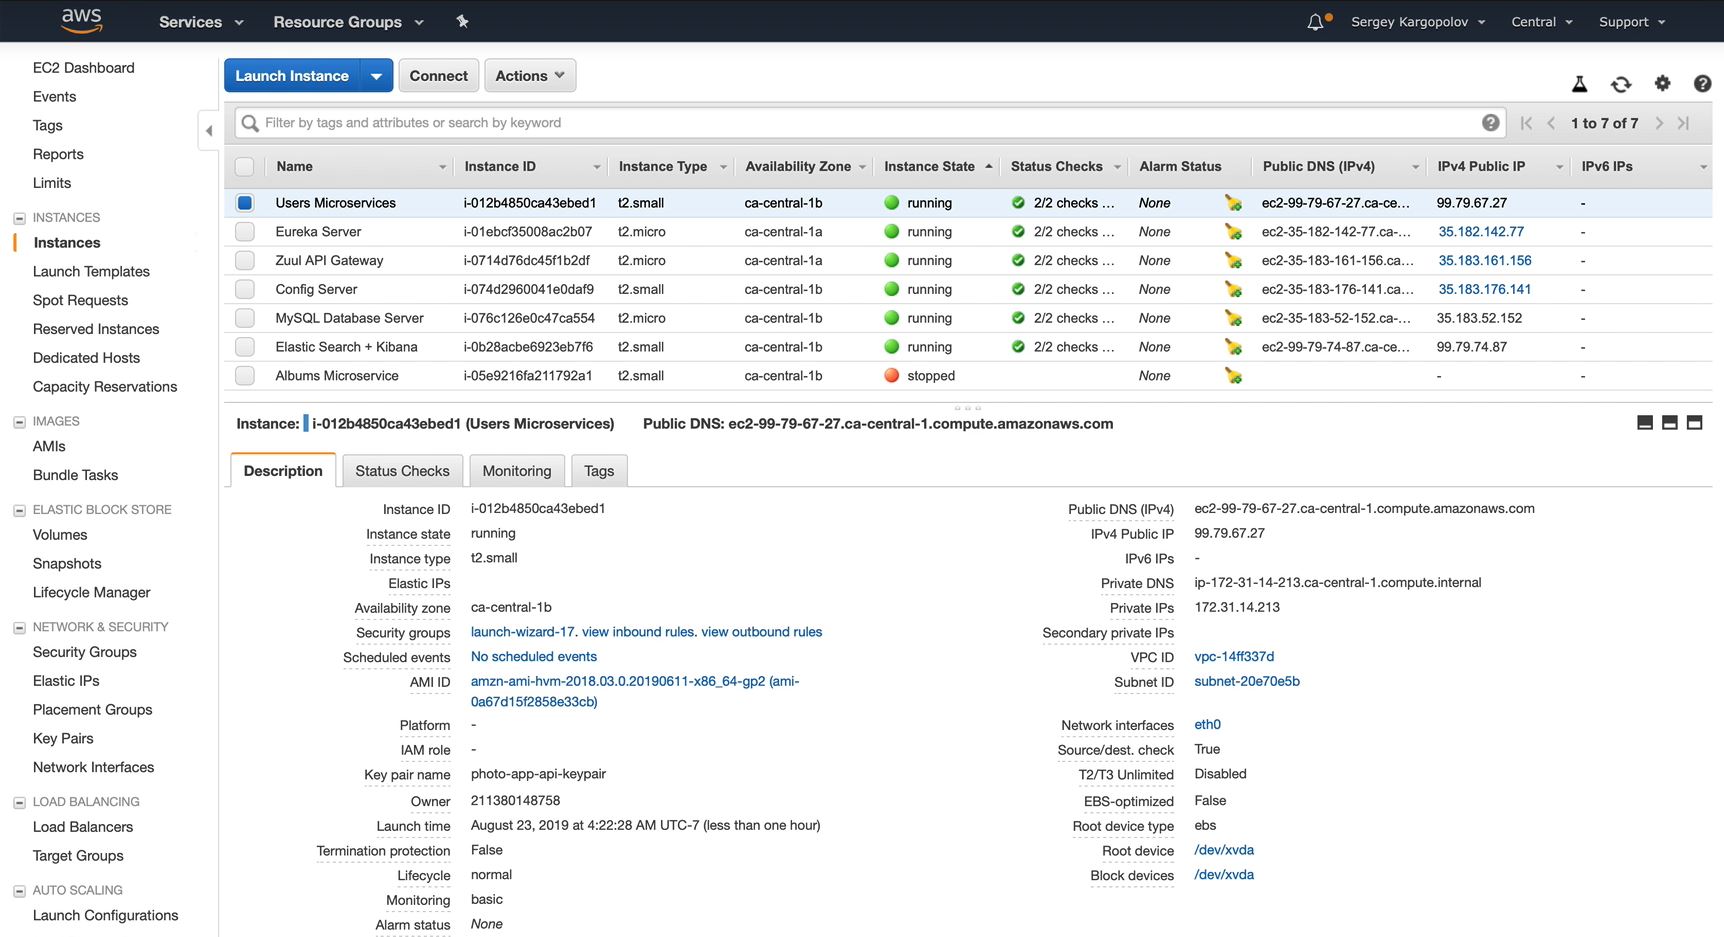 aws Services Resource Groups Sergey Kargopolov Central Support
EC2 Dashboard
Events
Tags
Reports
Limits
INSTANCES
Instances
Launch Templates
Spot Requests
Reserved Instances
Dedicated Hosts
Capacity Reservations
IMAGES
AMIs
Bundle Tasks
ELASTIC BLOCK STORE
Volumes
Snapshots
Lifecycle Manager
NETWORK & SECURITY
Security Groups
Elastic IPs
Placement Groups
Key Pairs
Network Interfaces
LOAD BALANCING
Load Balancers
Target Groups
AUTO SCALING
Launch Configurations
Launch Instance Connect Actions
Filter by tags and attributes or search by keyword 1 to 7 of 7
Name Instance ID Instance Type Availability Zone Instance State Status Checks Alarm Status Public DNS (IPv4) IPv4 Public IP IPv6 IPs
Users Microservices i-012b4850ca43ebed1 t2.small ca-central-1b running 2/2 checks ... None ec2-99-79-67-27.ca-ce... 99.79.67.27 -
Eureka Server i-01ebcf35008ac2b07 t2.micro ca-central-1a running 2/2 checks ... None ec2-35-182-142-77.ca-... 35.182.142.77 -
Zuul API Gateway i-0714d76dc45f1b2df t2.micro ca-central-1a running 2/2 checks ... None ec2-35-183-161-156.ca... 35.183.161.156 -
Config Server i-074d2960041e0daf9 t2.small ca-central-1b running 2/2 checks ... None ec2-35-183-176-141.ca... 35.183.176.141 -
MySQL Database Server i-076c126e0c47ca554 t2.micro ca-central-1b running 2/2 checks ... None ec2-35-183-52-152.ca-... 35.183.52.152 -
Elastic Search + Kibana i-0b28acbe6923eb7f6 t2.small ca-central-1b running 2/2 checks ... None ec2-99-79-74-87.ca-ce... 99.79.74.87 -
Albums Microservice i-05e9216fa211792a1 t2.small ca-central-1b stopped None - -
Instance: i-012b4850ca43ebed1 (Users Microservices) Public DNS: ec2-99-79-67-27.ca-central-1.compute.amazonaws.com
Description Status Checks Monitoring Tags
Instance ID i-012b4850ca43ebed1
Instance state running
Instance type t2.small
Elastic IPs
Availability zone ca-central-1b
Security groups launch-wizard-17. view inbound rules. view outbound rules
Scheduled events No scheduled events
AMI ID amzn-ami-hvm-2018.03.0.20190611-x86_64-gp2 (ami-
0a67d15f2858e33cb)
Platform -
IAM role -
Key pair name photo-app-api-keypair
Owner 211380148758
Launch time August 23, 2019 at 4:22:28 AM UTC-7 (less than one hour)
Termination protection False
Lifecycle normal
Monitoring basic
Alarm status None
Public DNS (IPv4) ec2-99-79-67-27.ca-central-1.compute.amazonaws.com
IPv4 Public IP 99.79.67.27
IPv6 IPs -
Private DNS ip-172-31-14-213.ca-central-1.compute.internal
Private IPs 172.31.14.213
Secondary private IPs
VPC ID vpc-14ff337d
Subnet ID subnet-20e70e5b
Network interfaces eth0
Source/dest. check True
T2/T3 Unlimited Disabled
EBS-optimized False
Root device type ebs
Root device /dev/xvda
Block devices /dev/xvda